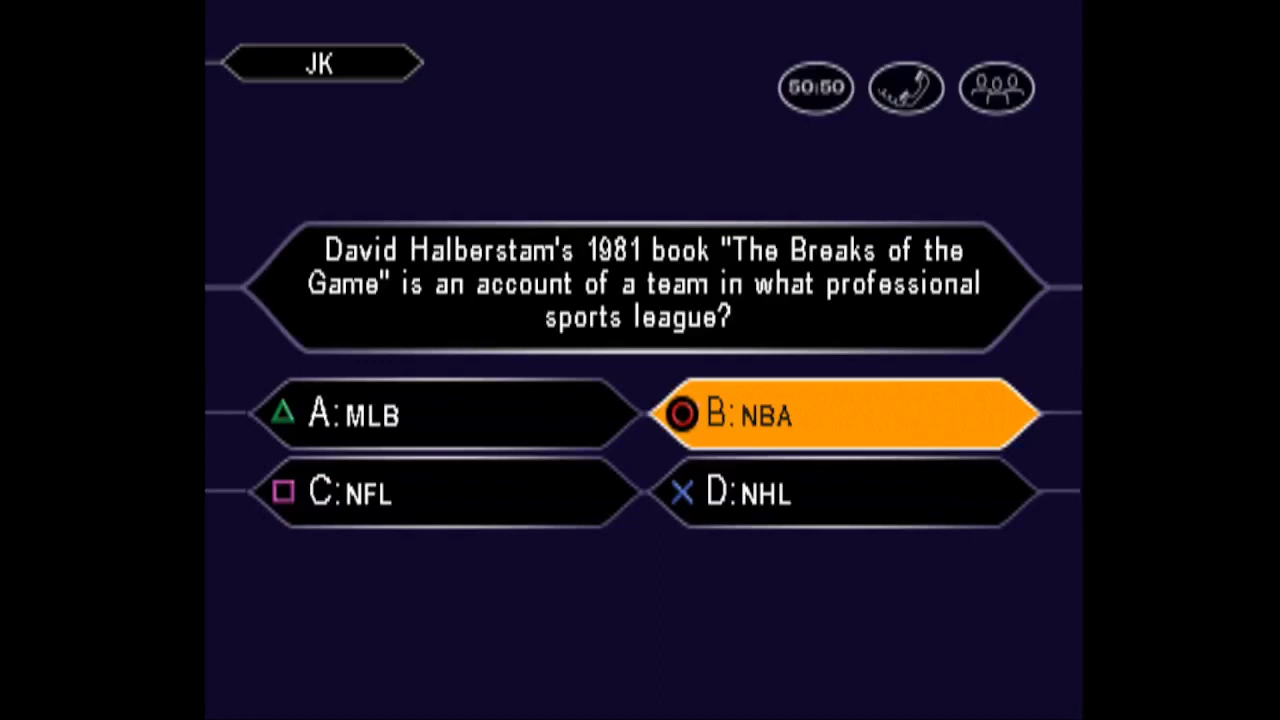 JK
50:50
David Halberstam's 1981 book "The Breaks of the
Game" is an account of a team in what professional
sports league?
A: MLB
B: NBA
C: NFL
D: NHL